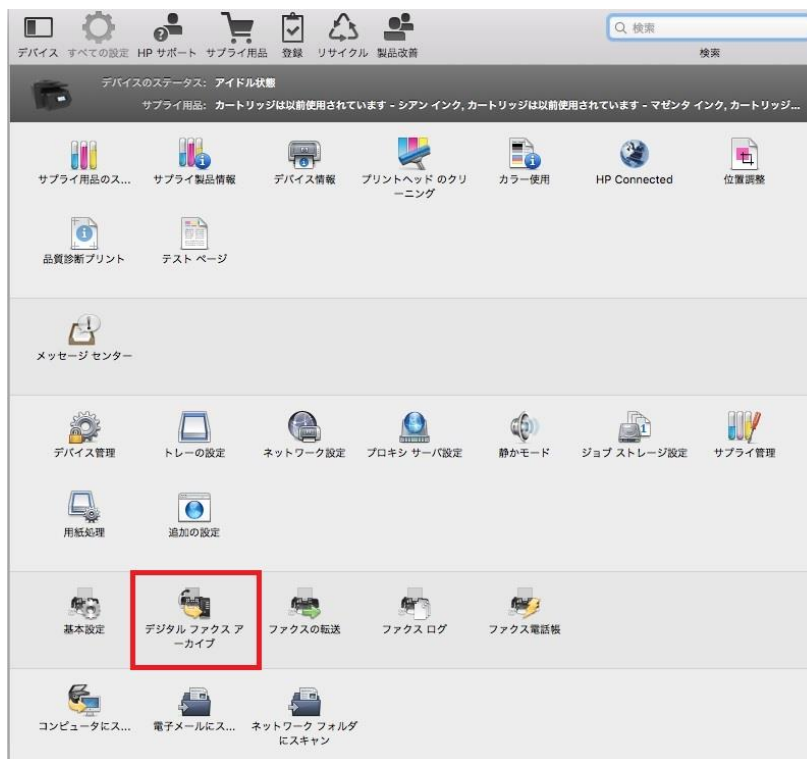 デバイス すべての設定 HP サポート サプライ用品 登録 リサイクル 製品改善
検索
検索
デバイスのステータス: アイドル状態
サプライ用品: カートリッジは以前使用されています - シアン インク, カートリッジは以前使用されています - マゼンタ インク, カートリッジ...
サプライ用品のス... サプライ製品情報 デバイス情報 プリントヘッド のクリ カラー使用 HP Connected 位置調整
ーニング
品質診断プリント テスト ページ
メッセージ センター
デバイス管理 トレーの設定 ネットワーク設定 プロキシ サーバ設定 静かモード ジョブ ストレージ設定 サプライ管理
用紙処理 追加の設定
基本設定 デジタル ファクス ア ファクスの転送 ファクス ログ ファクス電話帳
ーカイブ
コンピュータにス... 電子メールにス... ネットワーク フォルダ
にスキャン